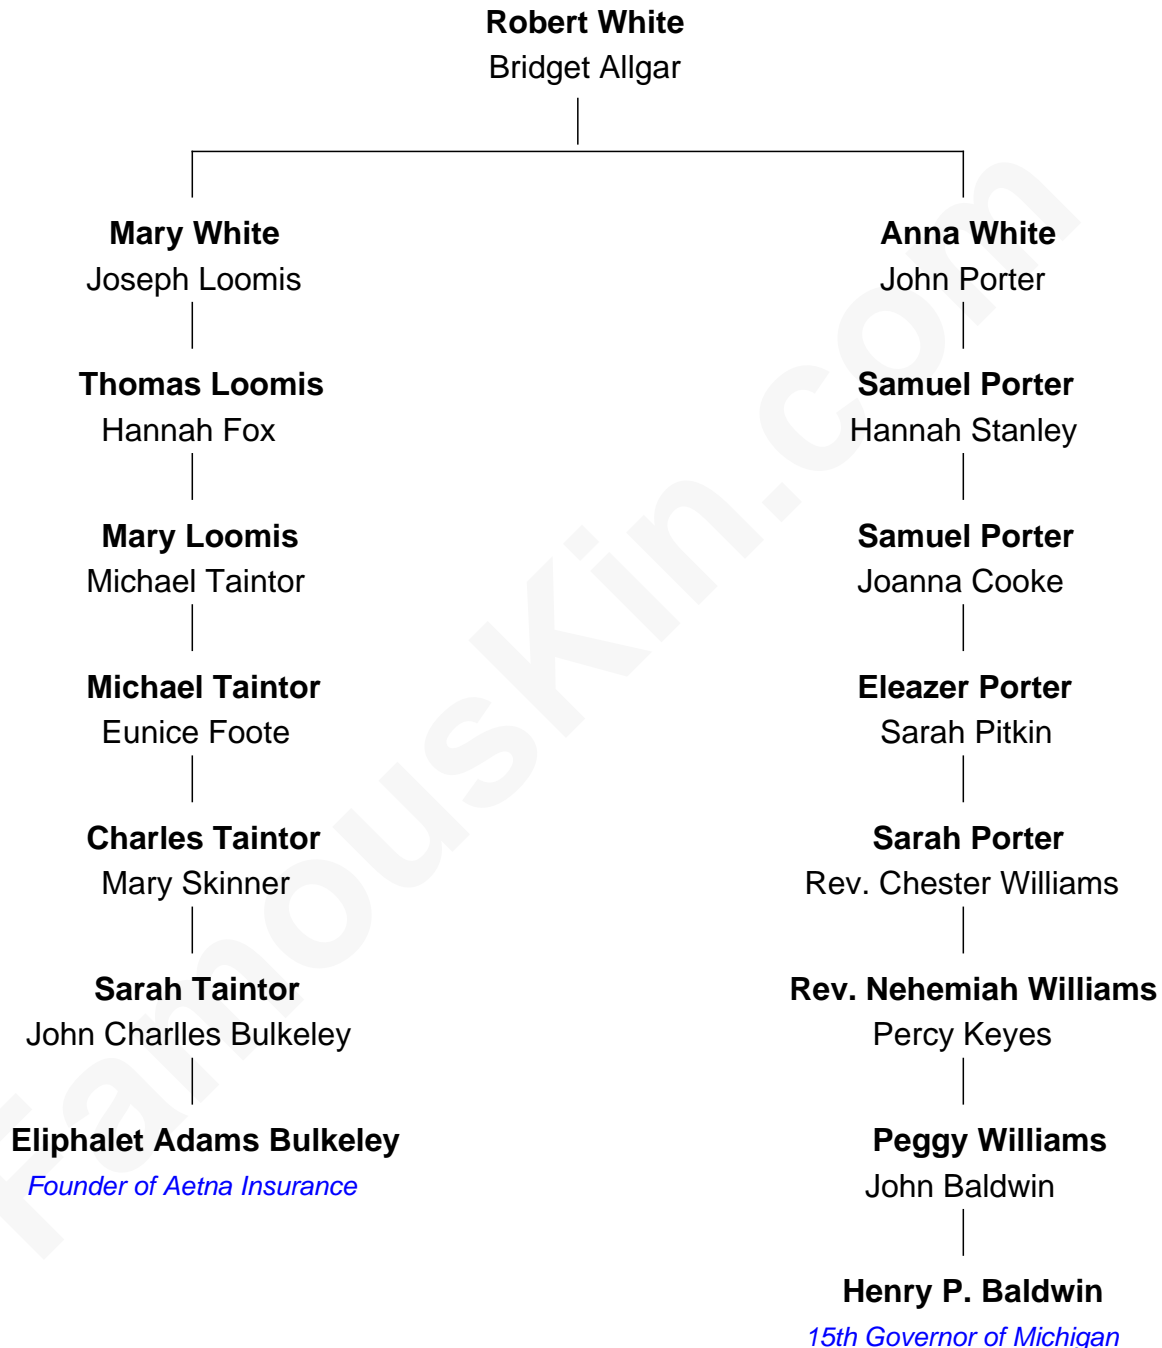 Robert White
Bridget Allgar
Mary White
Joseph Loomis
Thomas Loomis
Hannah Fox
Mary Loomis
Michael Taintor
Michael Taintor
Eunice Foote
Charles Taintor
Mary Skinner
Sarah Taintor
John Charlles Bulkeley
Eliphalet Adams Bulkeley
Founder of Aetna Insurance
Anna White
John Porter
Samuel Porter
Hannah Stanley
Samuel Porter
Joanna Cooke
Eleazer Porter
Sarah Pitkin
Sarah Porter
Rev. Chester Williams
Rev. Nehemiah Williams
Percy Keyes
Peggy Williams
John Baldwin
Henry P. Baldwin
15th Governor of Michigan
FamousKin.com